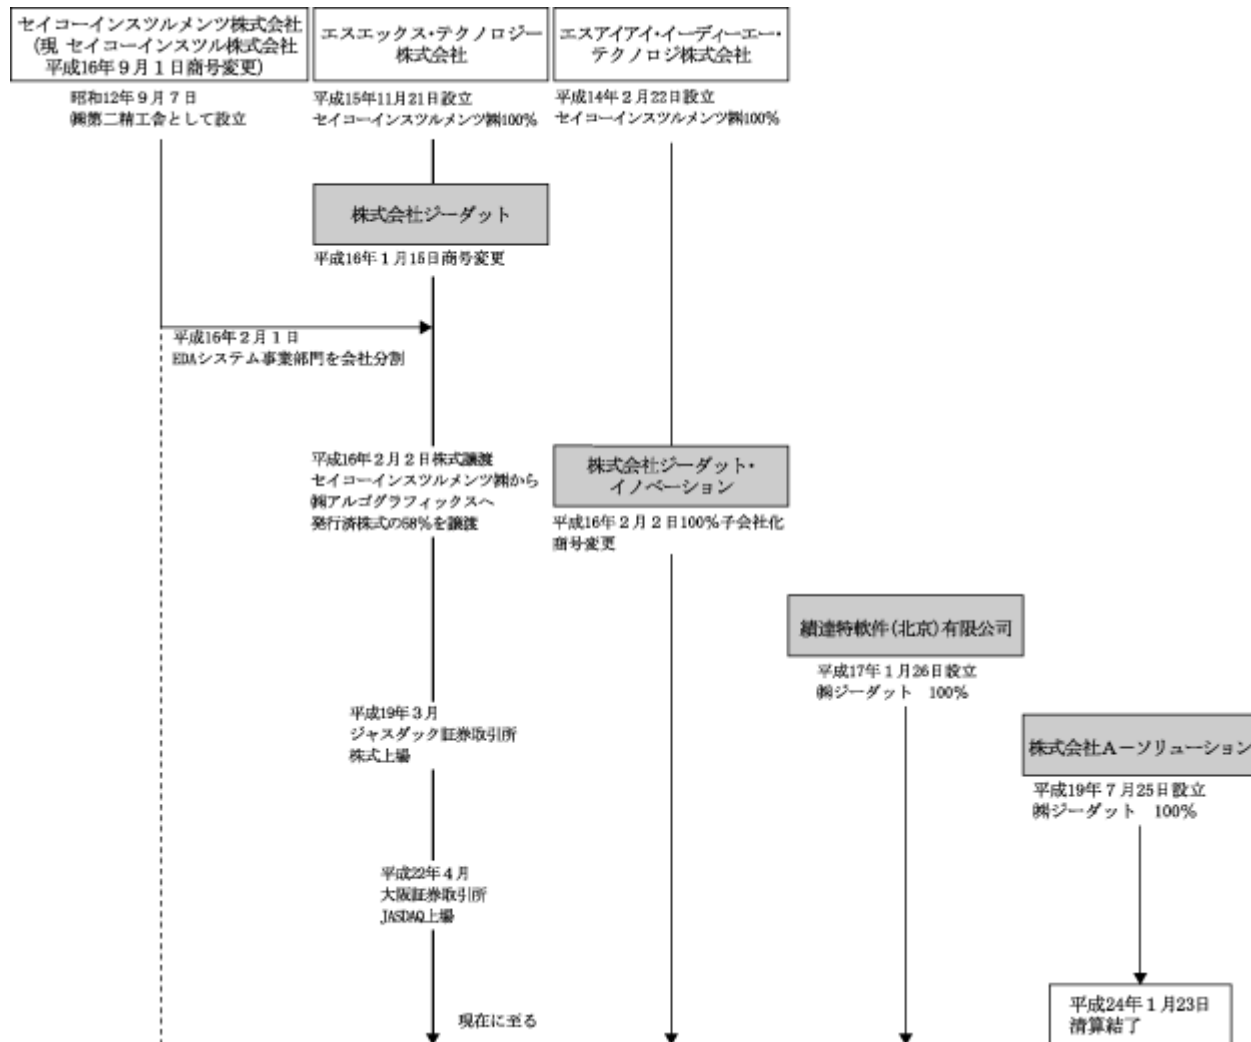 セイコーインスツルメンツ株式会社
(現 セイコーインスツル株式会社
平成16年9月1日商号変更)
昭和12年9月7日
㈱第二精工舎として設立
エスエックス・テクノロジー
株式会社
平成15年11月21日設立
セイコーインスツルメンツ㈱100%
エスアイアイ・イーディーエー・
テクノロジ株式会社
平成14年2月22日設立
セイコーインスツルメンツ㈱100%
株式会社ジーダット
平成16年1月15日商号変更
平成16年2月1日
EDAシステム事業部門を会社分割
平成16年2月2日株式譲渡
セイコーインスツルメンツ㈱から
㈱アルゴグラフィックスへ
発行済株式の68%を譲渡
株式会社ジーダット・
イノベーション
平成16年2月2日100%子会社化
商号変更
績達特軟件(北京)有限公司
平成17年1月26日設立
㈱ジーダット 100%
平成19年3月
ジャスダック証券取引所
株式上場
株式会社A-ソリューション
平成19年7月25日設立
㈱ジーダット 100%
平成22年4月
大阪証券取引所
JASDAQ上場
現在に至る
平成24年1月23日
清算結了